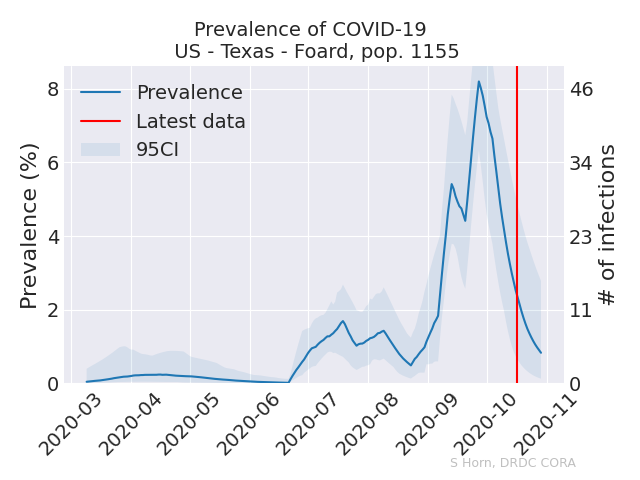 Prevalence of COVID-19
US - Texas - Foard, pop. 1155
Prevalence
Latest data
95CI
Prevalence (%)
8
6
4
2
0
46
34
23
11
0
# of infections
2020-03
2020-04
2020-05
2020-06
2020-07
2020-08
2020-09
2020-10
2020-11
S Horn, DRDC CORA